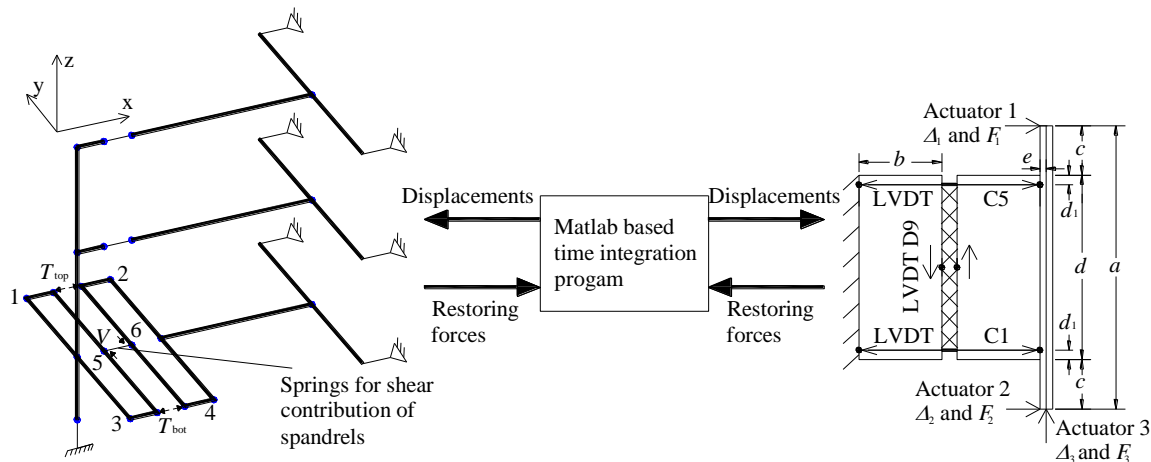 z
y
x
1
T top
2
V
6
5
3
T bot
4
Springs for shear
contribution of
spandrels
Displacements
Restoring
forces
Matlab based
time integration
progam
Displacements
Restoring
forces
Actuator 1
Δ1 and F1
e
c
b
LVDT
C5
d1
LVDT D9
d
a
LVDT
C1
d1
c
Actuator 2
Δ2 and F2
Actuator 3
Δ3 and F3